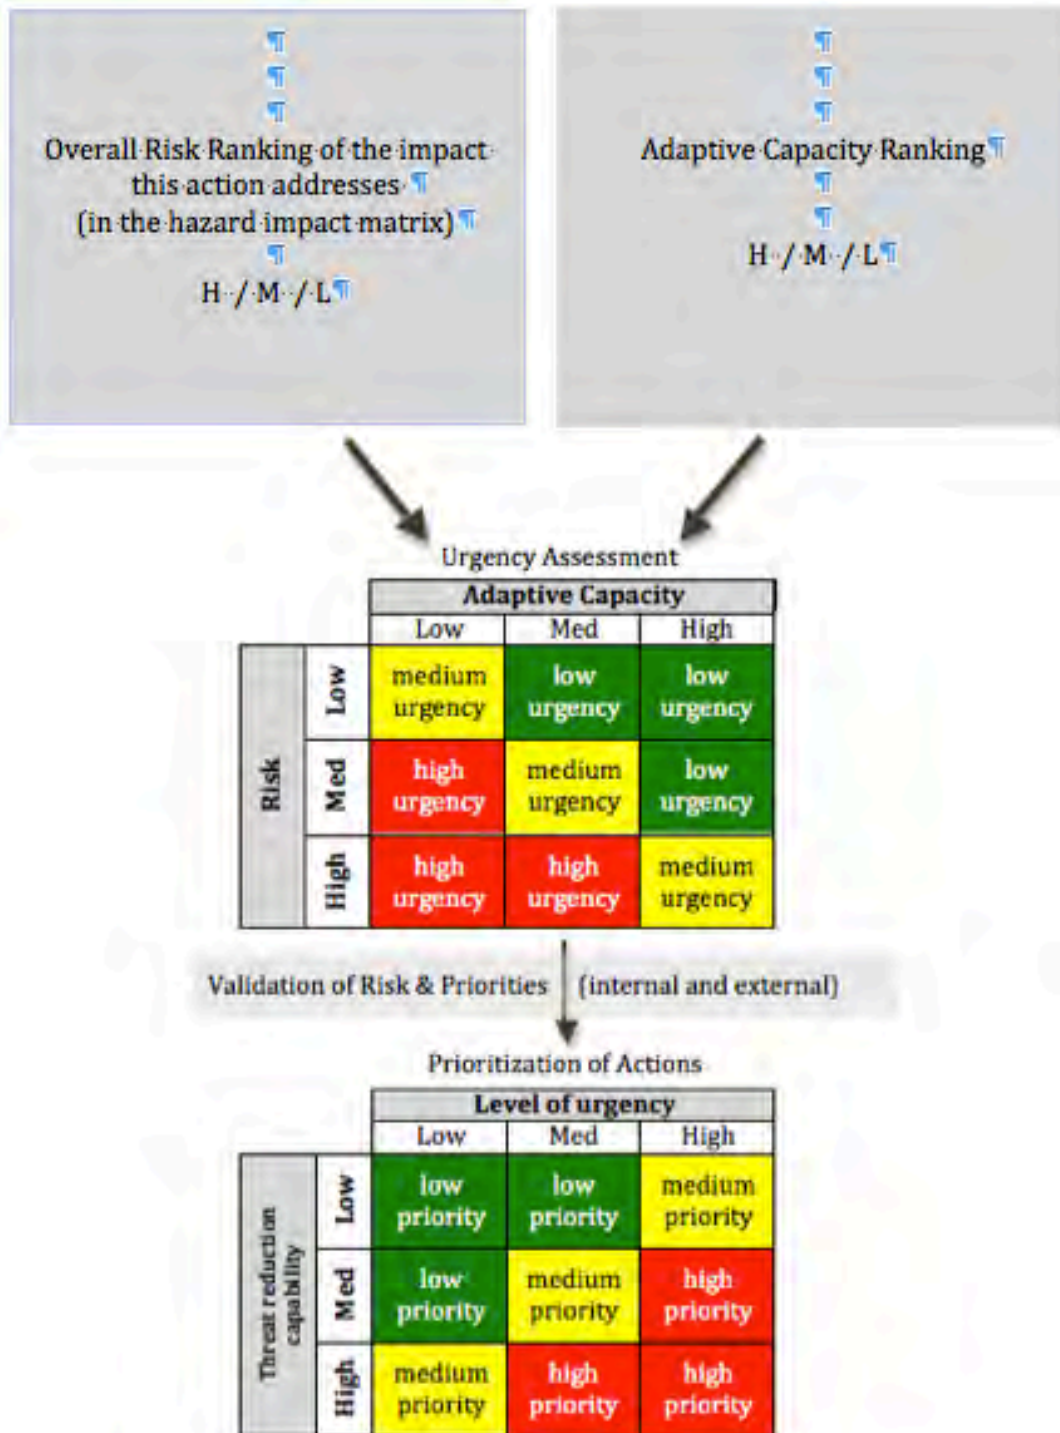 ¶
¶
¶
Overall·Risk·Ranking·of·the·impact·
this·action·addresses·¶
(in·the·hazard·impact·matrix)¶
¶
H··/·M··/·L¶
¶
¶
¶
Adaptive·Capacity·Ranking¶
¶
¶
H··/·M··/·L¶
Urgency Assessment
Adaptive Capacity
Low Med High
Risk
Low
medium
urgency
low
urgency
low
urgency
Med
high
urgency
medium
urgency
low
urgency
High
high
urgency
high
urgency
medium
urgency
Validation of Risk & Priorities (internal and external)
Prioritization of Actions
Level of urgency
Low Med High
Threat reduction
capability
Low
low
priority
low
priority
medium
priority
Med
low
priority
medium
priority
high
priority
High
medium
priority
high
priority
high
priority